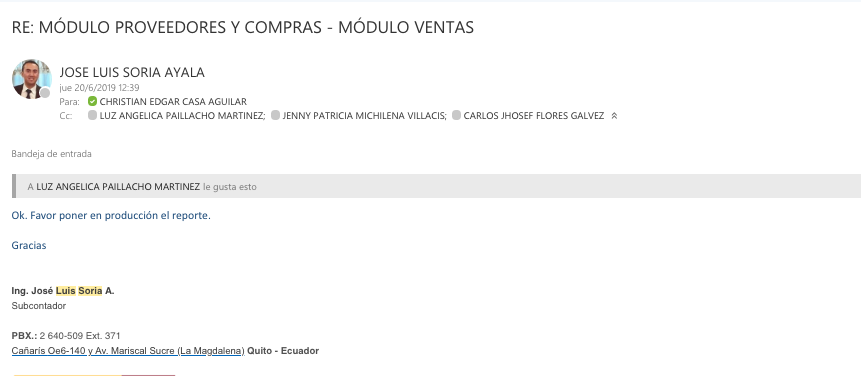 RE: MÓDULO PROVEEDORES Y COMPRAS - MÓDULO VENTAS
JOSE LUIS SORIA AYALA
jue 20/6/2019 12:39
Para: CHRISTIAN EDGAR CASA AGUILAR
Cc: LUZ ANGELICA PAILLACHO MARTINEZ; JENNY PATRICIA MICHILENA VILLACIS; CARLOS JHOSEF FLORES GALVEZ
Bandeja de entrada
A LUZ ANGELICA PAILLACHO MARTINEZ le gusta esto
Ok. Favor poner en producción el reporte.
Gracias
Ing. José Luis Soria A.
Subcontador
PBX.: 2 640-509 Ext. 371
Cañarís Oe6-140 y Av. Mariscal Sucre (La Magdalena) Quito - Ecuador